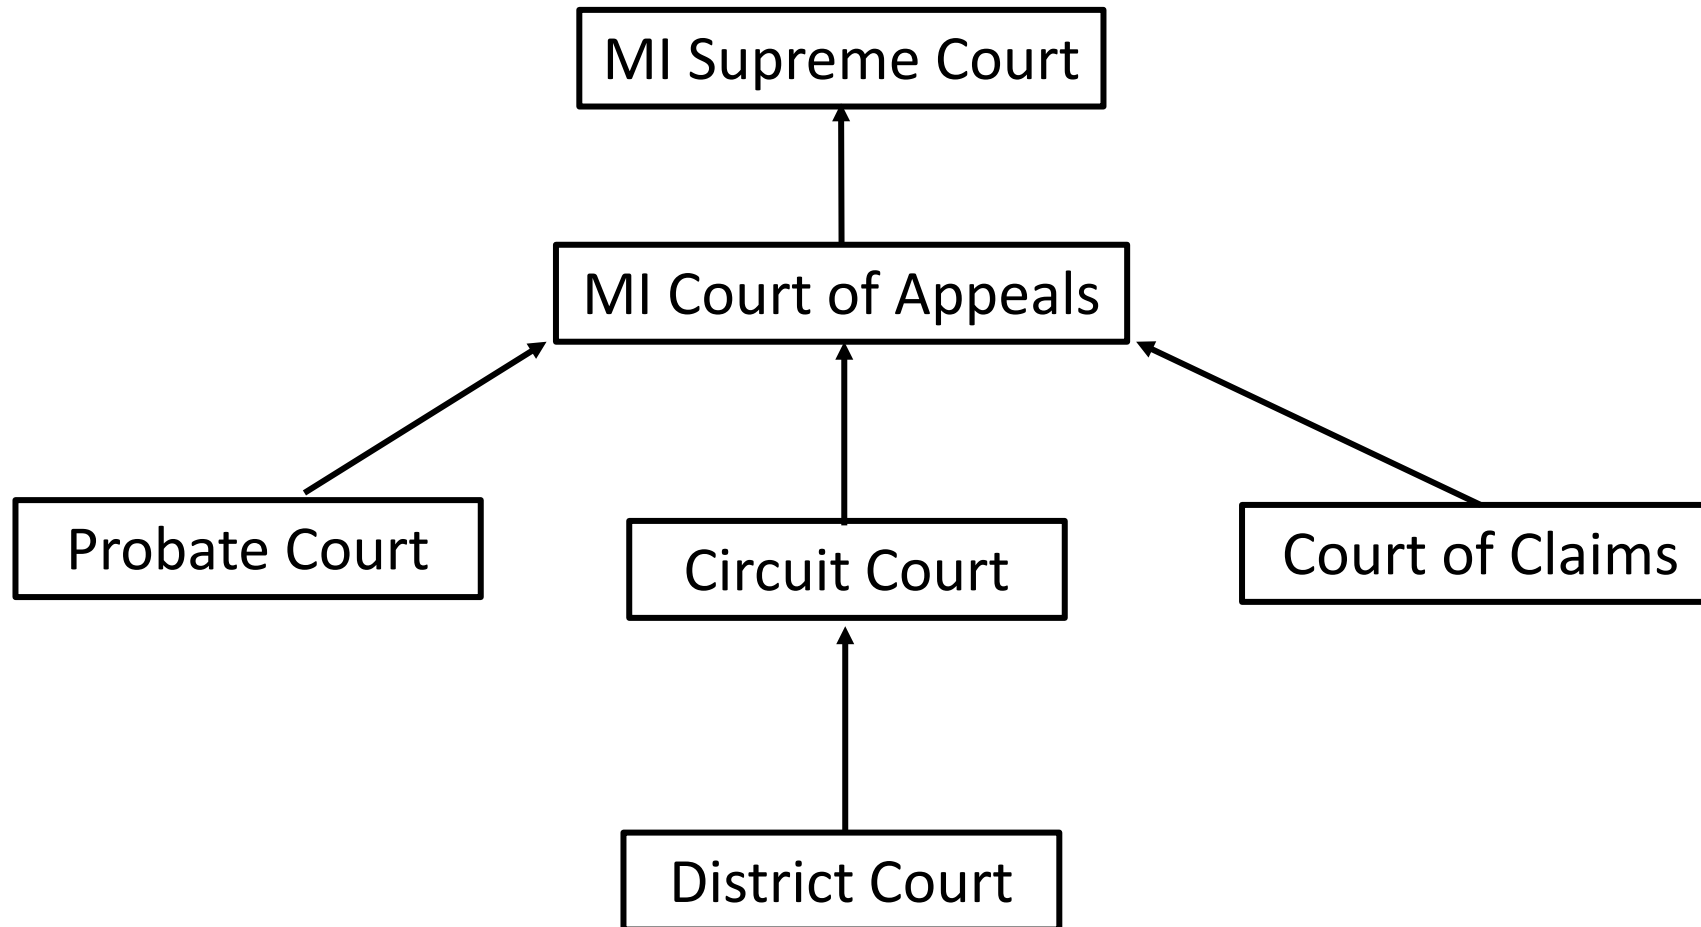 MI Supreme Court
MI Court of Appeals
Probate Court
Circuit Court
Court of Claims
District Court